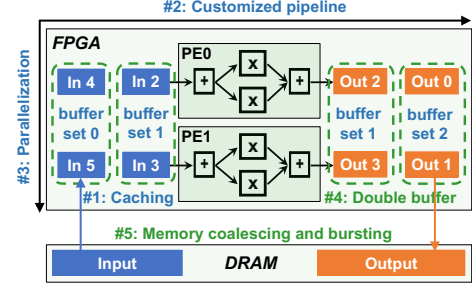 #2: Customized pipeline
#3: Parallelization
FPGA
In 4
In 2
PE0
+
x
x
+
Out 2
Out 0
buffer
set 0
buffer
set 1
buffer
set 1
buffer
set 2
In 5
In 3
PE1
+
x
x
+
Out 3
Out 1
#1: Caching
#4: Double buffer
#5: Memory coalescing and bursting
Input
DRAM
Output